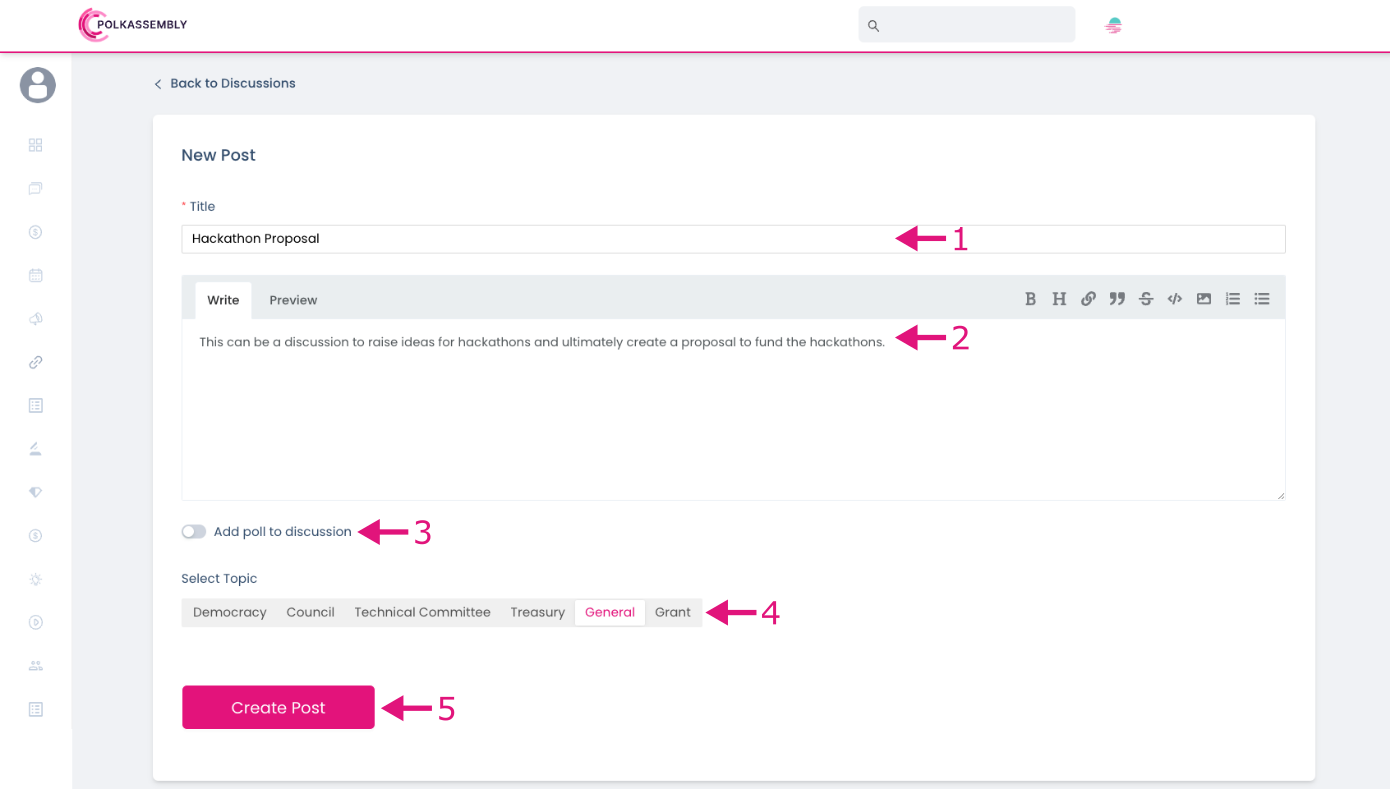 POLKASSEMBLY
Back to Discussions
New Post
* Title
Hackathon Proposal
1
Write Preview
This can be a discussion to raise ideas for hackathons and ultimately create a proposal to fund the hackathons.
2
Add poll to discussion
3
Select Topic
Democracy Council Technical Committee Treasury General Grant
4
Create Post
5